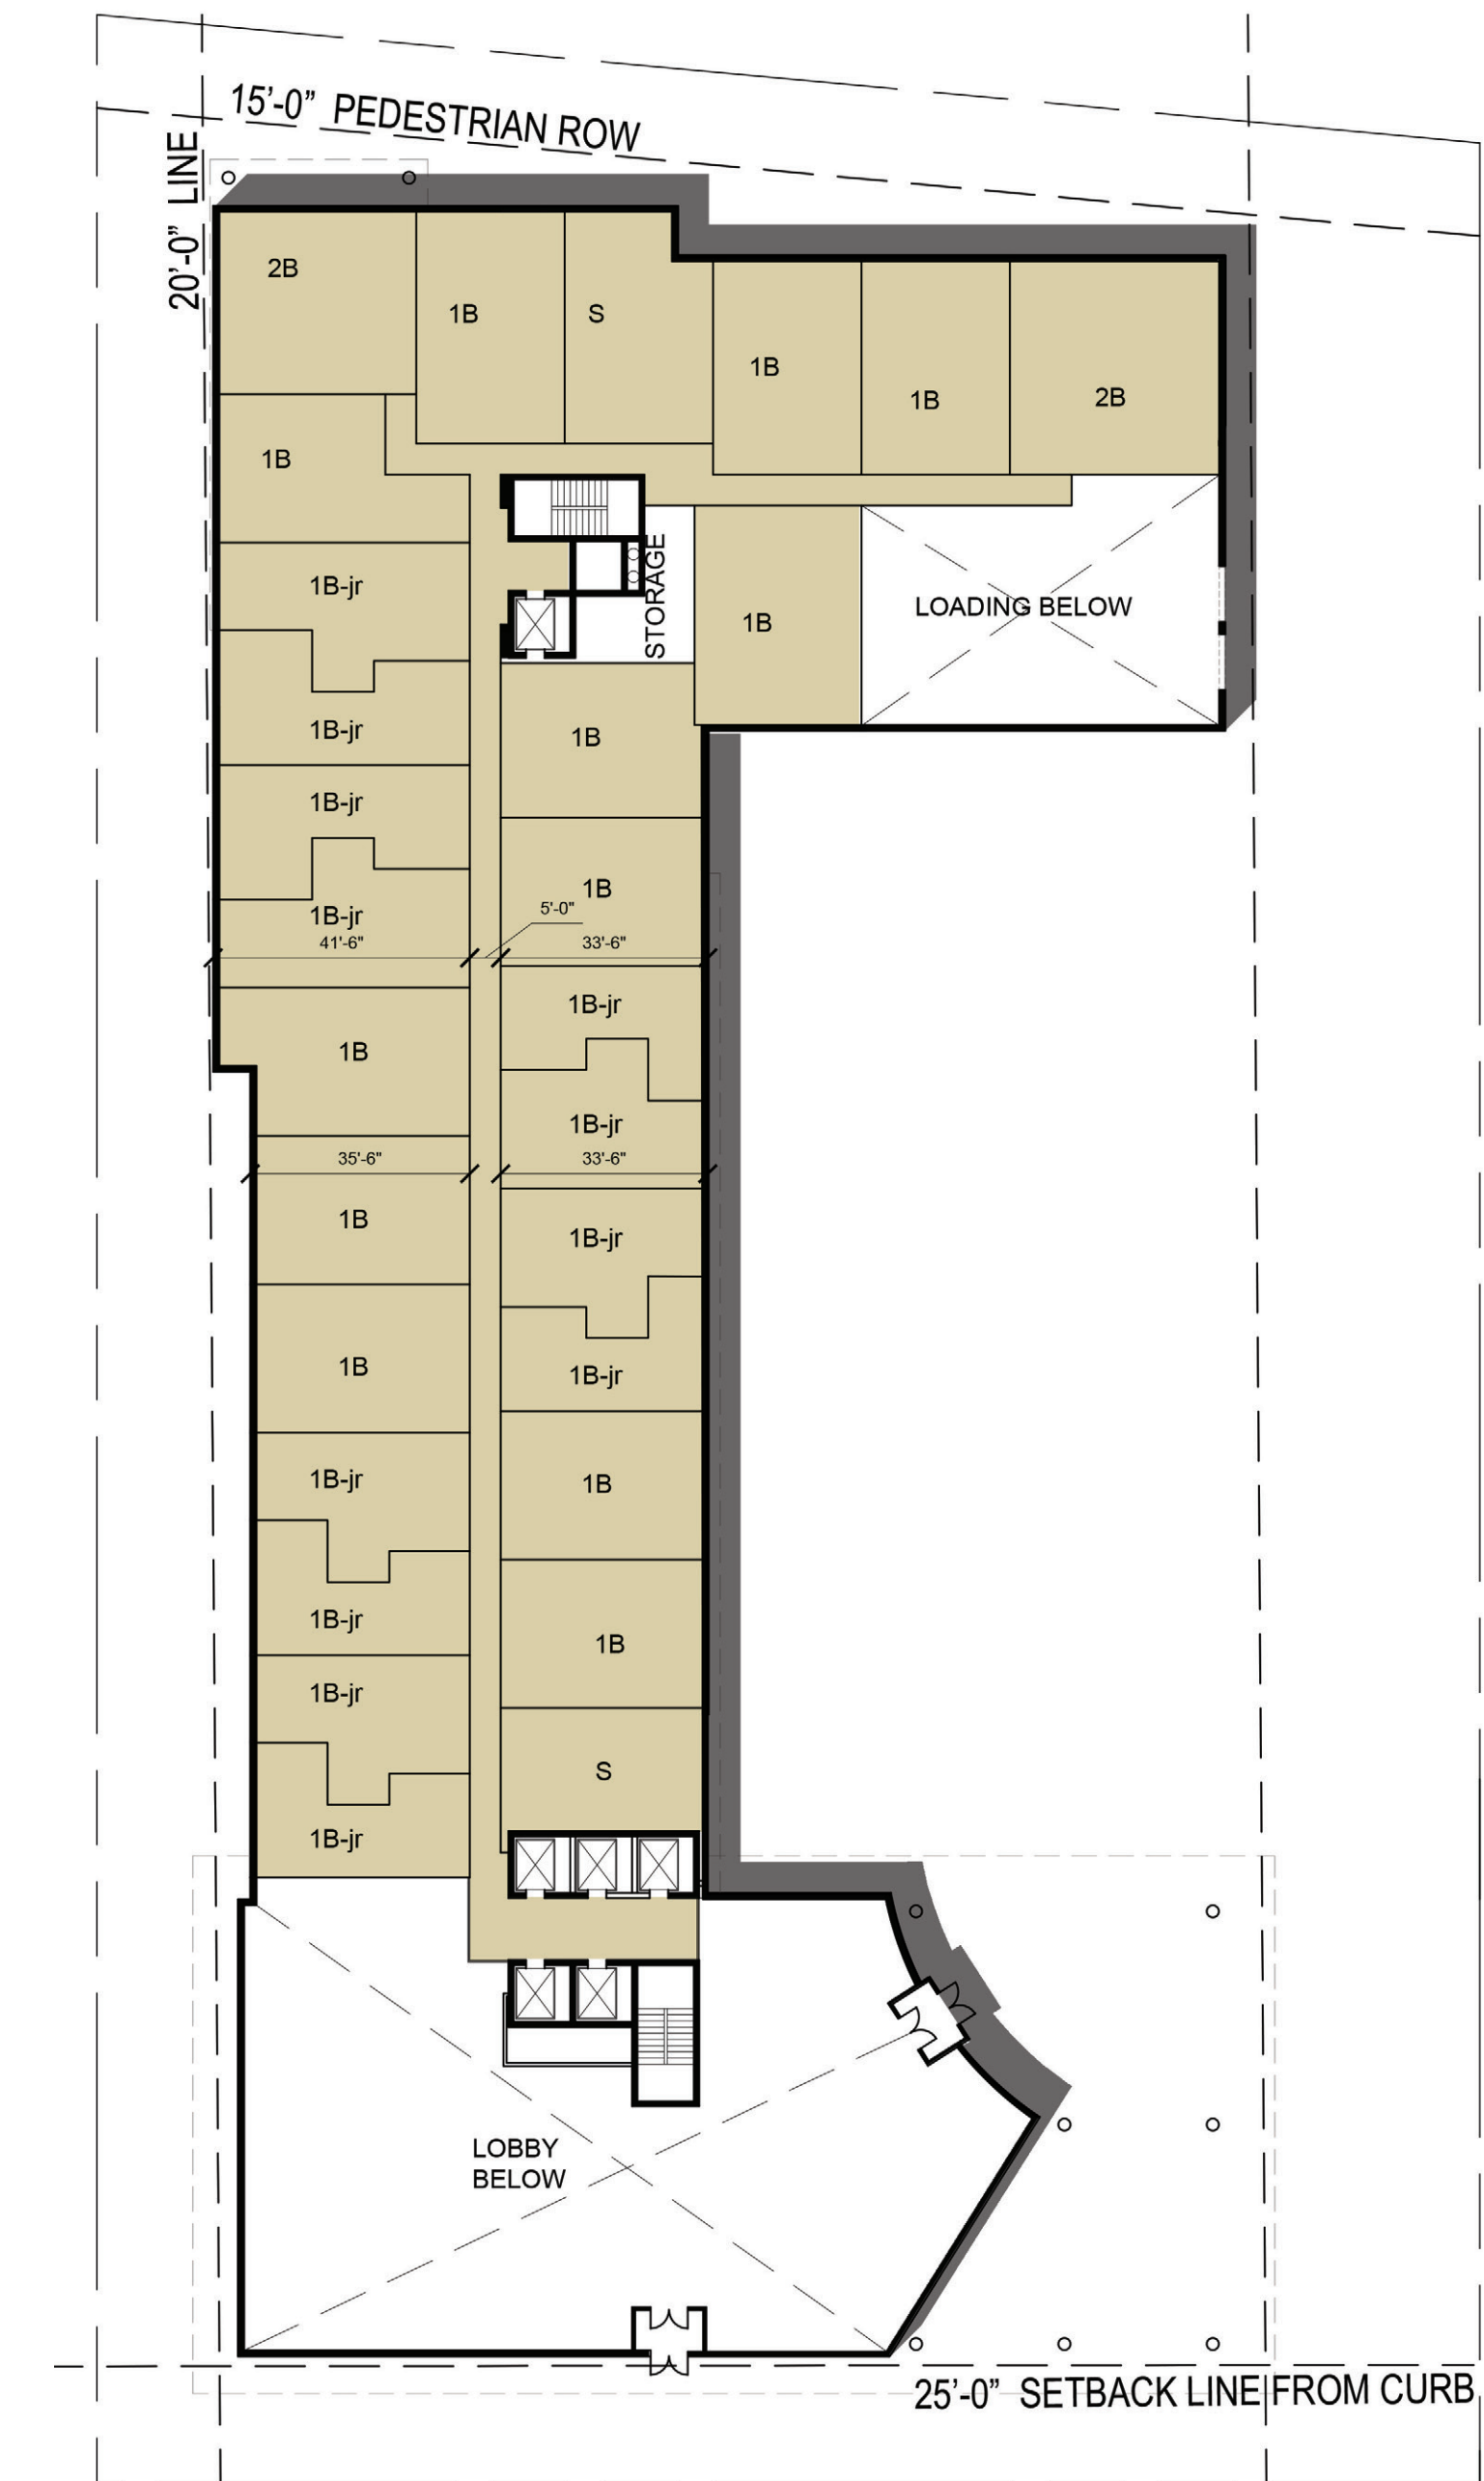 15’-0” PEDESTRIAN ROW
20’-0” LINE
2B
1B
S
1B
1B
2B
1B
1B-jr
STORAGE
1B
LOADING BELOW
1B-jr
1B
1B-jr
1B
1B-jr
5'-0"
41'-6"
33'-6"
1B-jr
1B
1B-jr
35'-6"
33'-6"
1B
1B-jr
1B
1B-jr
1B-jr
1B
1B-jr
1B
1B-jr
S
1B-jr
LOBBY
BELOW
25’-0” SETBACK LINE FROM CURB